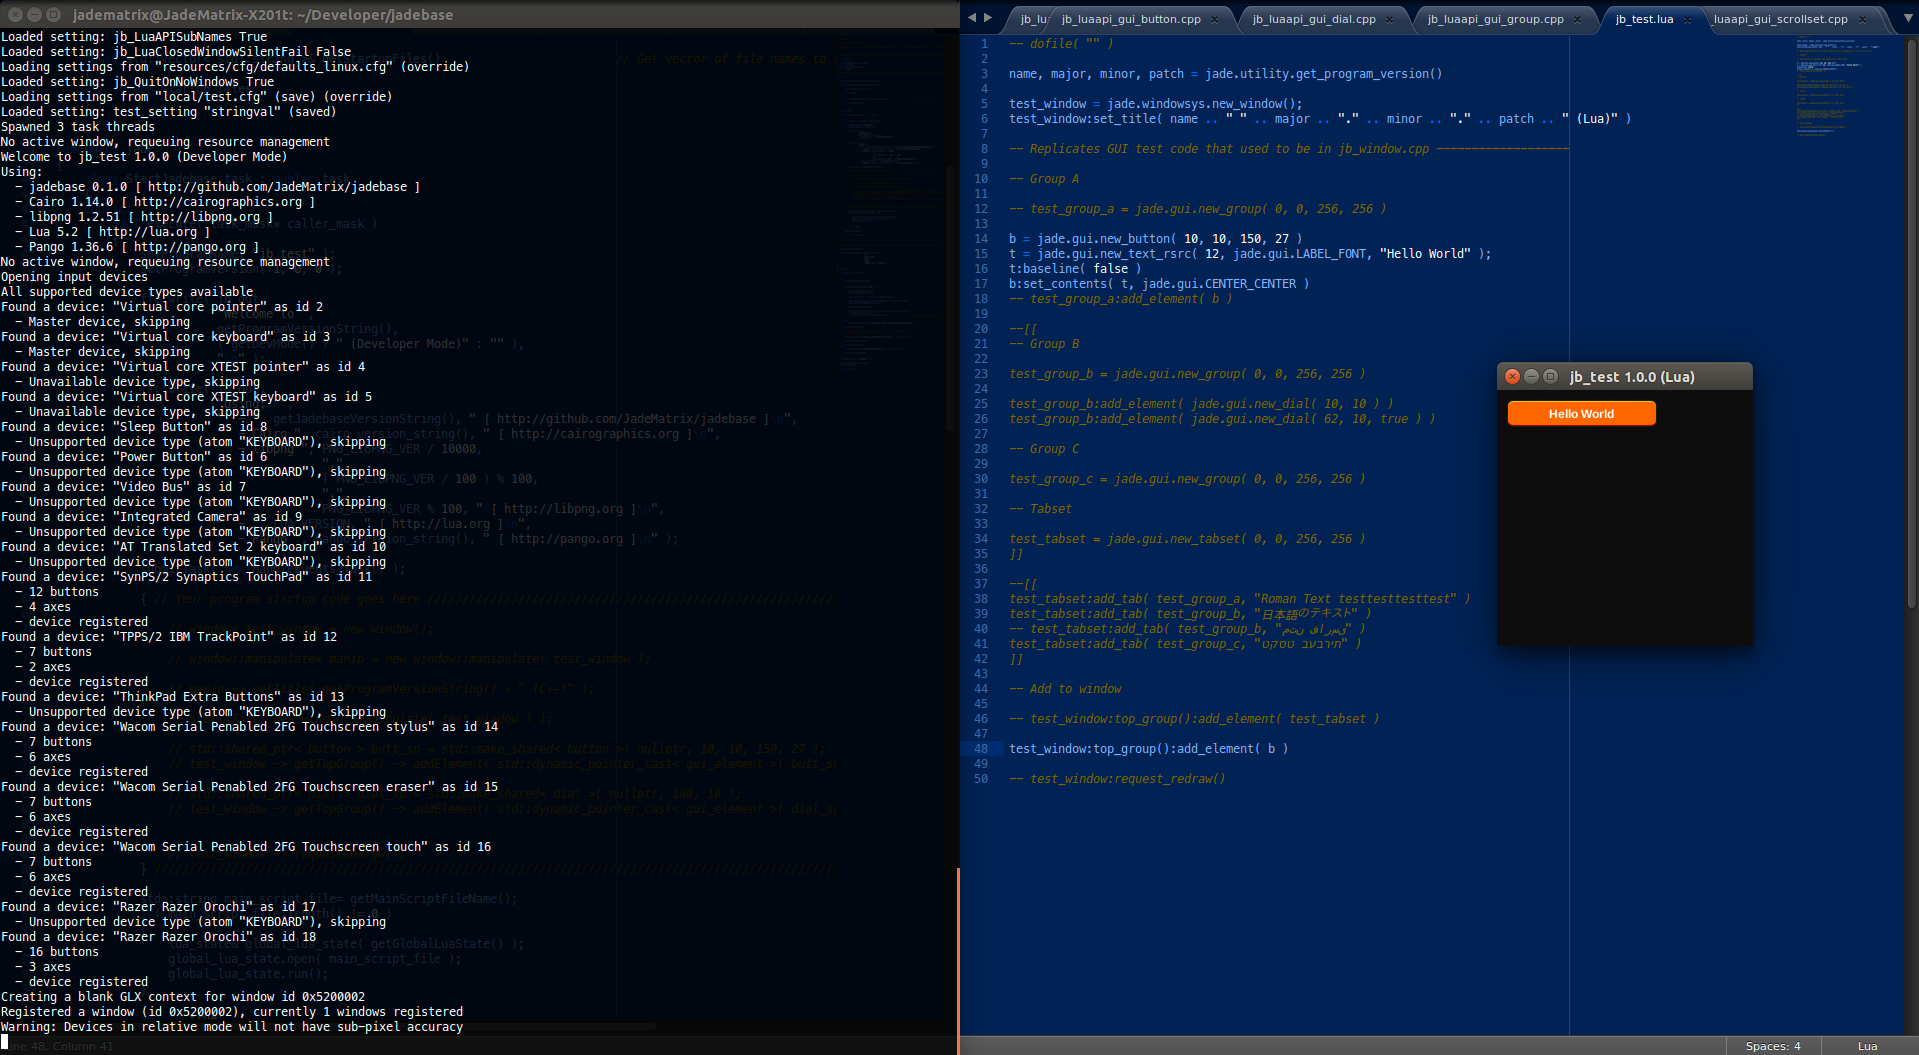 jadematrix@JadeMatrix-X201t: ~/Developer/jadebase
Loaded setting: jb_LuaAPISubNames True
Loaded setting: jb_LuaClosedWindowSilentFail False
Loading settings from "resources/cfg/defaults_linux.cfg" (override)
Loaded setting: jb_QuitOnNoWindows True
Loading settings from "local/test.cfg" (save) (override)
Loaded setting: test_setting "stringval" (saved)
Spawned 3 task threads
No active window, requeuing resource management
Welcome to jb_test 1.0.0 (Developer Mode)
Using:
- jadebase 0.1.0 [ http://github.com/JadeMatrix/jadebase ]
- Cairo 1.14.0 [ http://cairographics.org ]
- libpng 1.2.51 [ http://libpng.org ]
- Lua 5.2 [ http://lua.org ]
- Pango 1.36.6 [ http://pango.org ]
No active window, requeuing resource management
Opening input devices
All supported device types available
Found a device: "Virtual core pointer" as id 2
- Master device, skipping
Found a device: "Virtual core keyboard" as id 3
- Master device, skipping
Found a device: "Virtual core XTEST pointer" as id 4
- Unavailable device type, skipping
Found a device: "Virtual core XTEST keyboard" as id 5
- Unavailable device type, skipping
Found a device: "Sleep Button" as id 8
- Unsupported device type (atom "KEYBOARD"), skipping
Found a device: "Power Button" as id 6
- Unsupported device type (atom "KEYBOARD"), skipping
Found a device: "Video Bus" as id 7
- Unsupported device type (atom "KEYBOARD"), skipping
Found a device: "Integrated Camera" as id 9
- Unsupported device type (atom "KEYBOARD"), skipping
Found a device: "AT Translated Set 2 keyboard" as id 10
- Unsupported device type (atom "KEYBOARD"), skipping
Found a device: "SynPS/2 Synaptics TouchPad" as id 11
- 12 buttons
- 4 axes
- device registered
Found a device: "TPPS/2 IBM TrackPoint" as id 12
- 7 buttons
- 2 axes
- device registered
Found a device: "ThinkPad Extra Buttons" as id 13
- Unsupported device type (atom "KEYBOARD"), skipping
Found a device: "Wacom Serial Penabled 2FG Touchscreen stylus" as id 14
- 7 buttons
- 6 axes
- device registered
Found a device: "Wacom Serial Penabled 2FG Touchscreen eraser" as id 15
- 7 buttons
- 6 axes
- device registered
Found a device: "Wacom Serial Penabled 2FG Touchscreen touch" as id 16
- 7 buttons
- 6 axes
- device registered
Found a device: "Razer Razer Orochi" as id 17
- Unsupported device type (atom "KEYBOARD"), skipping
Found a device: "Razer Razer Orochi" as id 18
- 16 buttons
- 3 axes
- device registered
Creating a blank GLX context for window id 0x5200002
Registered a window (id 0x5200002), currently 1 windows registered
Warning: Devices in relative mode will not have sub-pixel accuracy
jb_lu jb_luaapi_gui_button.cpp jb_luaapi_gui_dial.cpp jb_luaapi_gui_group.cpp jb_test.lua luaapi_gui_scrollset.cpp
1 -- dofile( "" )
2
3 name, major, minor, patch = jade.utility.get_program_version()
4
5 test_window = jade.windowsys.new_window();
6 test_window:set_title( name .. " " .. major .. "." .. minor .. "." .. patch .. " (Lua)" )
7
8 -- Replicates GUI test code that used to be in jb_window.cpp -------------------
9
10 -- Group A
11
12 -- test_group_a = jade.gui.new_group( 0, 0, 256, 256 )
13
14 b = jade.gui.new_button( 10, 10, 150, 27 )
15 t = jade.gui.new_text_rsrc( 12, jade.gui.LABEL_FONT, "Hello World" );
16 t:baseline( false )
17 b:set_contents( t, jade.gui.CENTER_CENTER )
18 -- test_group_a:add_element( b )
19
20 --[[
21 -- Group B
22
23 test_group_b = jade.gui.new_group( 0, 0, 256, 256 )
24
25 test_group_b:add_element( jade.gui.new_dial( 10, 10 ) )
26 test_group_b:add_element( jade.gui.new_dial( 62, 10, true ) )
27
28 -- Group C
29
30 test_group_c = jade.gui.new_group( 0, 0, 256, 256 )
31
32 -- Tabset
33
34 test_tabset = jade.gui.new_tabset( 0, 0, 256, 256 )
35 ]]
36
37 --[[
38 test_tabset:add_tab( test_group_a, "Roman Text testtesttesttest" )
39 test_tabset:add_tab( test_group_b, "日本語のテキスト" )
40 -- test_tabset:add_tab( test_group_b, "متن فارسی" )
41 test_tabset:add_tab( test_group_c, "טקסט בעברית" )
42 ]]
43
44 -- Add to window
45
46 -- test_window:top_group():add_element( test_tabset )
47
48 test_window:top_group():add_element( b )
49
50 -- test_window:request_redraw()
jb_test 1.0.0 (Lua)
Hello World
Line 48, Column 41
Spaces: 4
Lua